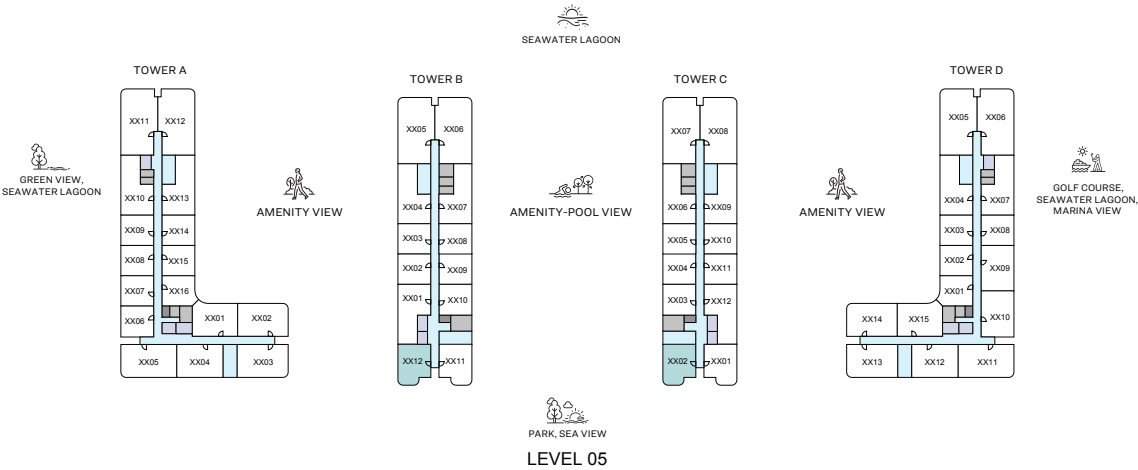 SEAWATER LAGOON
TOWER A
TOWER B
TOWER C
TOWER D
XX11
XX12
XX10
XX13
XX09
XX14
XX08
XX15
XX07
XX16
XX06
XX01
XX02
XX05
XX04
XX03
XX05
XX06
XX04
XX07
XX03
XX08
XX02
XX09
XX01
XX10
XX12
XX11
XX07
XX08
XX06
XX09
XX05
XX10
XX04
XX11
XX03
XX12
XX02
XX01
XX05
XX06
XX04
XX07
XX03
XX08
XX02
XX09
XX01
XX10
XX14
XX15
XX13
XX12
XX11
GREEN VIEW,
SEAWATER LAGOON
AMENITY VIEW
AMENITY-POOL VIEW
AMENITY VIEW
GOLF COURSE,
SEAWATER LAGOON,
MARINA VIEW
PARK, SEA VIEW
LEVEL 05